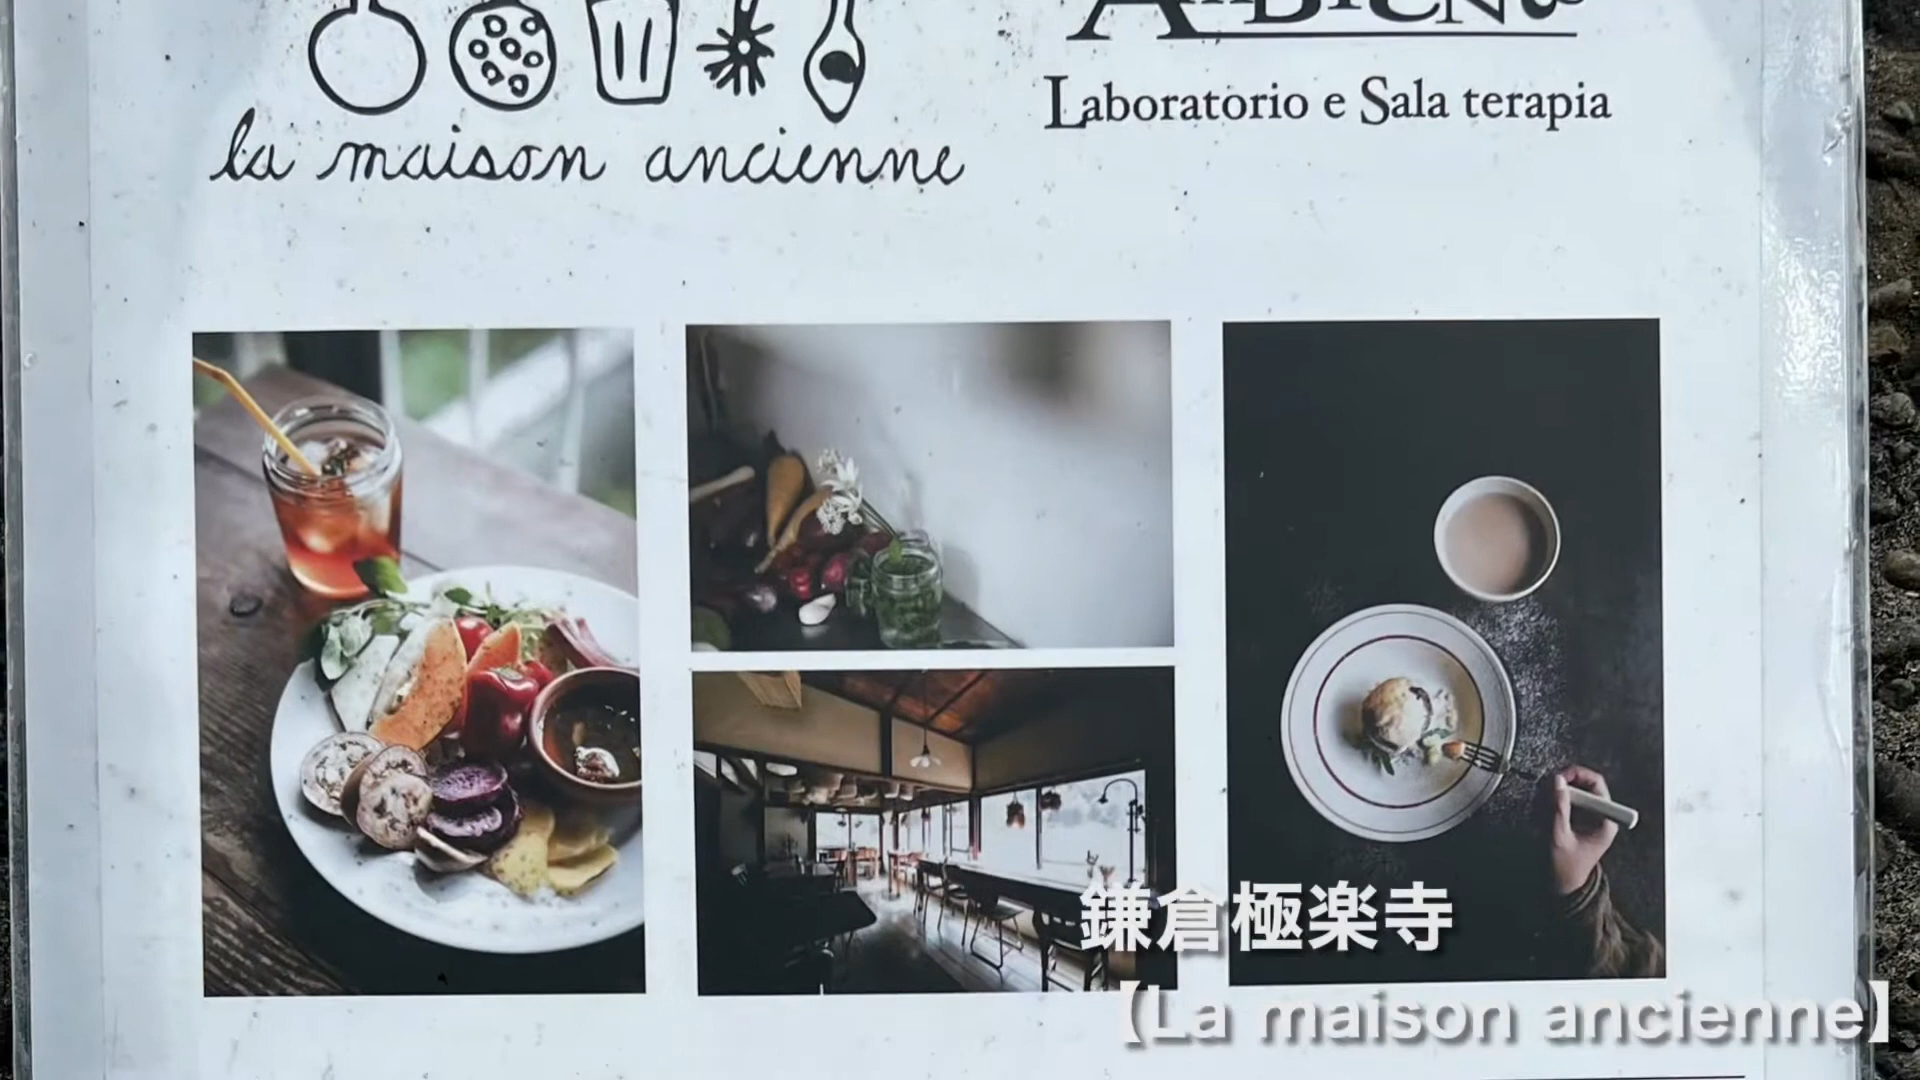 la maison ancienne
Laboratorio e Sala terapia
鎌倉極楽寺
【La maison ancienne】